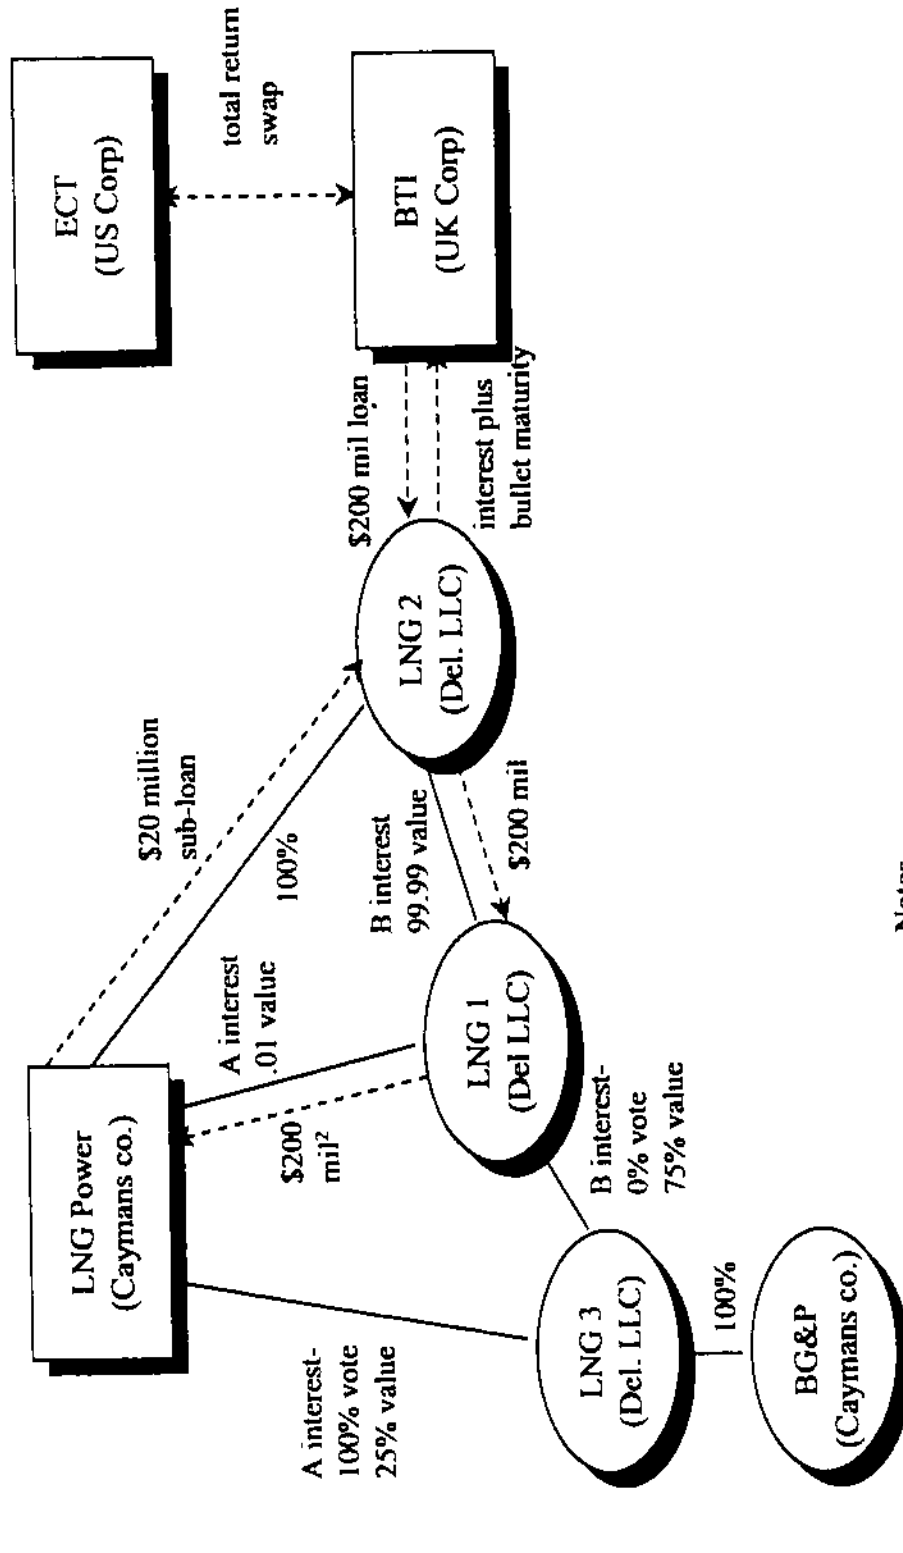 LNG Power
(Caymans co.)
ECT
(US Corp)
total return
swap
$20 million
sub-loan
100%
A interest
.01 value
$200
mil²
B interest
99.99 value
$200 mil loan
BTI
(UK Corp)
interest plus
bullet maturity
LNG 2
(Del. LLC)
$200 mil
LNG 1
(Del LLC)
A interest-
100% vote
25% value
B interest-
0% vote
75% value
LNG 3
(Del. LLC)
100%
BG&P
(Caymans co.)